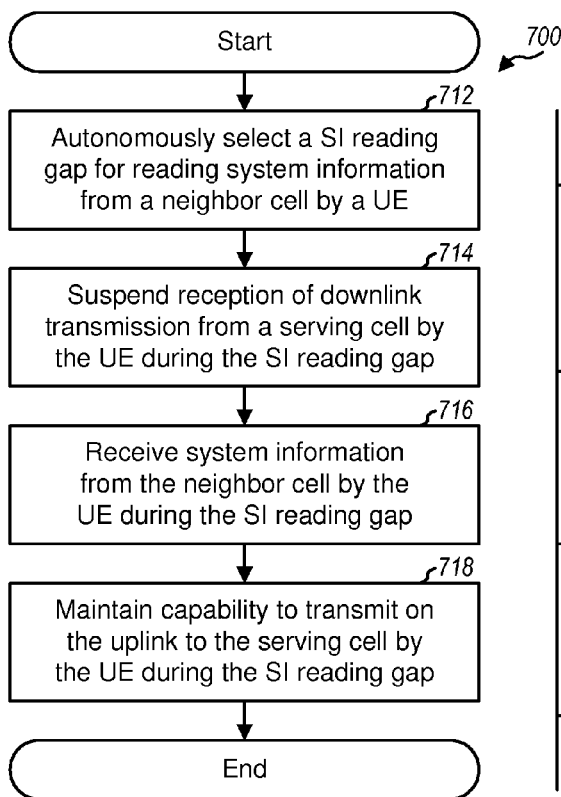 Start
700
712
Autonomously select a SI reading
gap for reading system information
from a neighbor cell by a UE
714
Suspend reception of downlink
transmission from a serving cell by
the UE during the SI reading gap
716
Receive system information
from the neighbor cell by the
UE during the SI reading gap
718
Maintain capability to transmit on
the uplink to the serving cell by
the UE during the SI reading gap
End